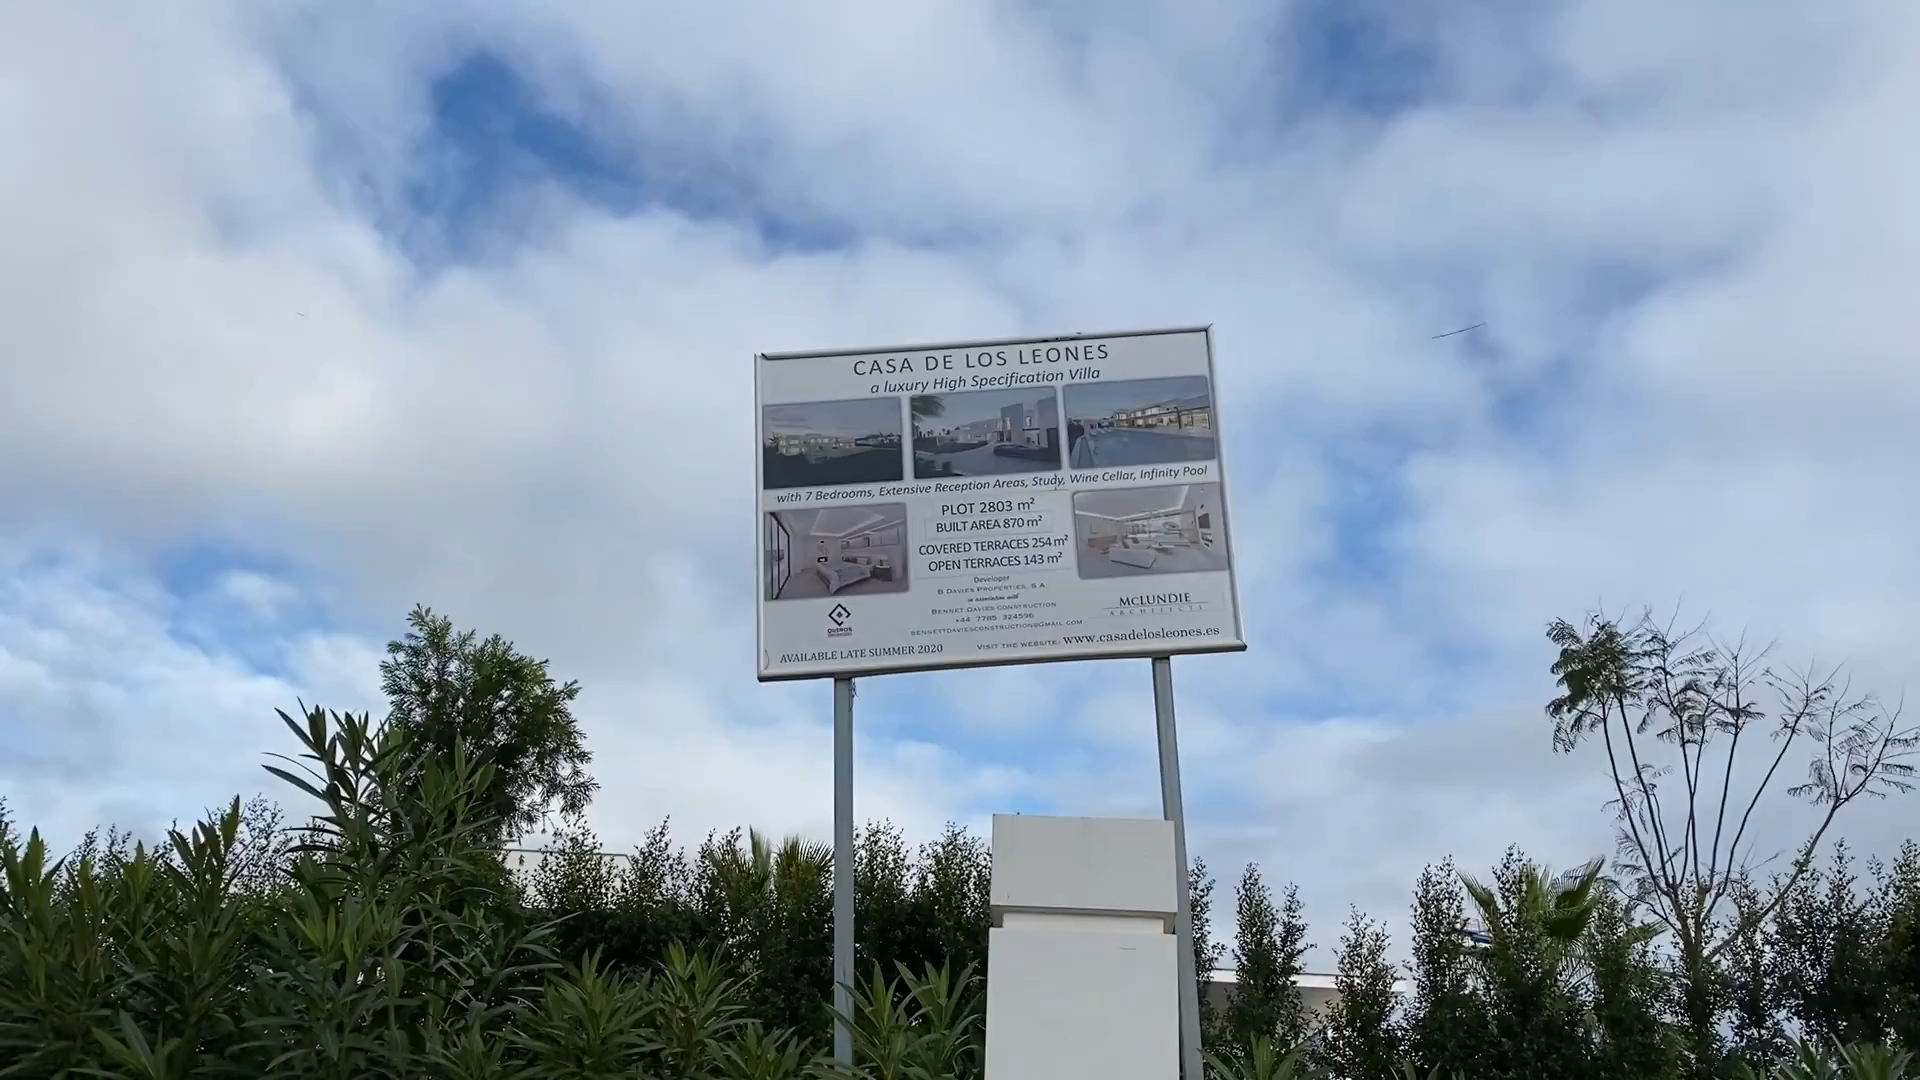 CASA DE LOS LEONES
a luxury High Specification Villa
with 7 Bedrooms, Extensive Reception Areas, Study, Wine Cellar, Infinity Pool
PLOT 2803 m²
BUILT AREA 870 m²
COVERED TERRACES 254 m²
OPEN TERRACES 143 m²
Developer
B DAVIES PROPERTIES, S.A
in association with
BENNET DAVIES CONSTRUCTION
+44 7785 324596
BENNETTDAVIESCONSTRUCTION@GMAIL.COM
QUIROS
McLUNDIE
ARCHITECTS
AVAILABLE LATE SUMMER 2020
VISIT THE WEBSITE: www.casadelosleones.es